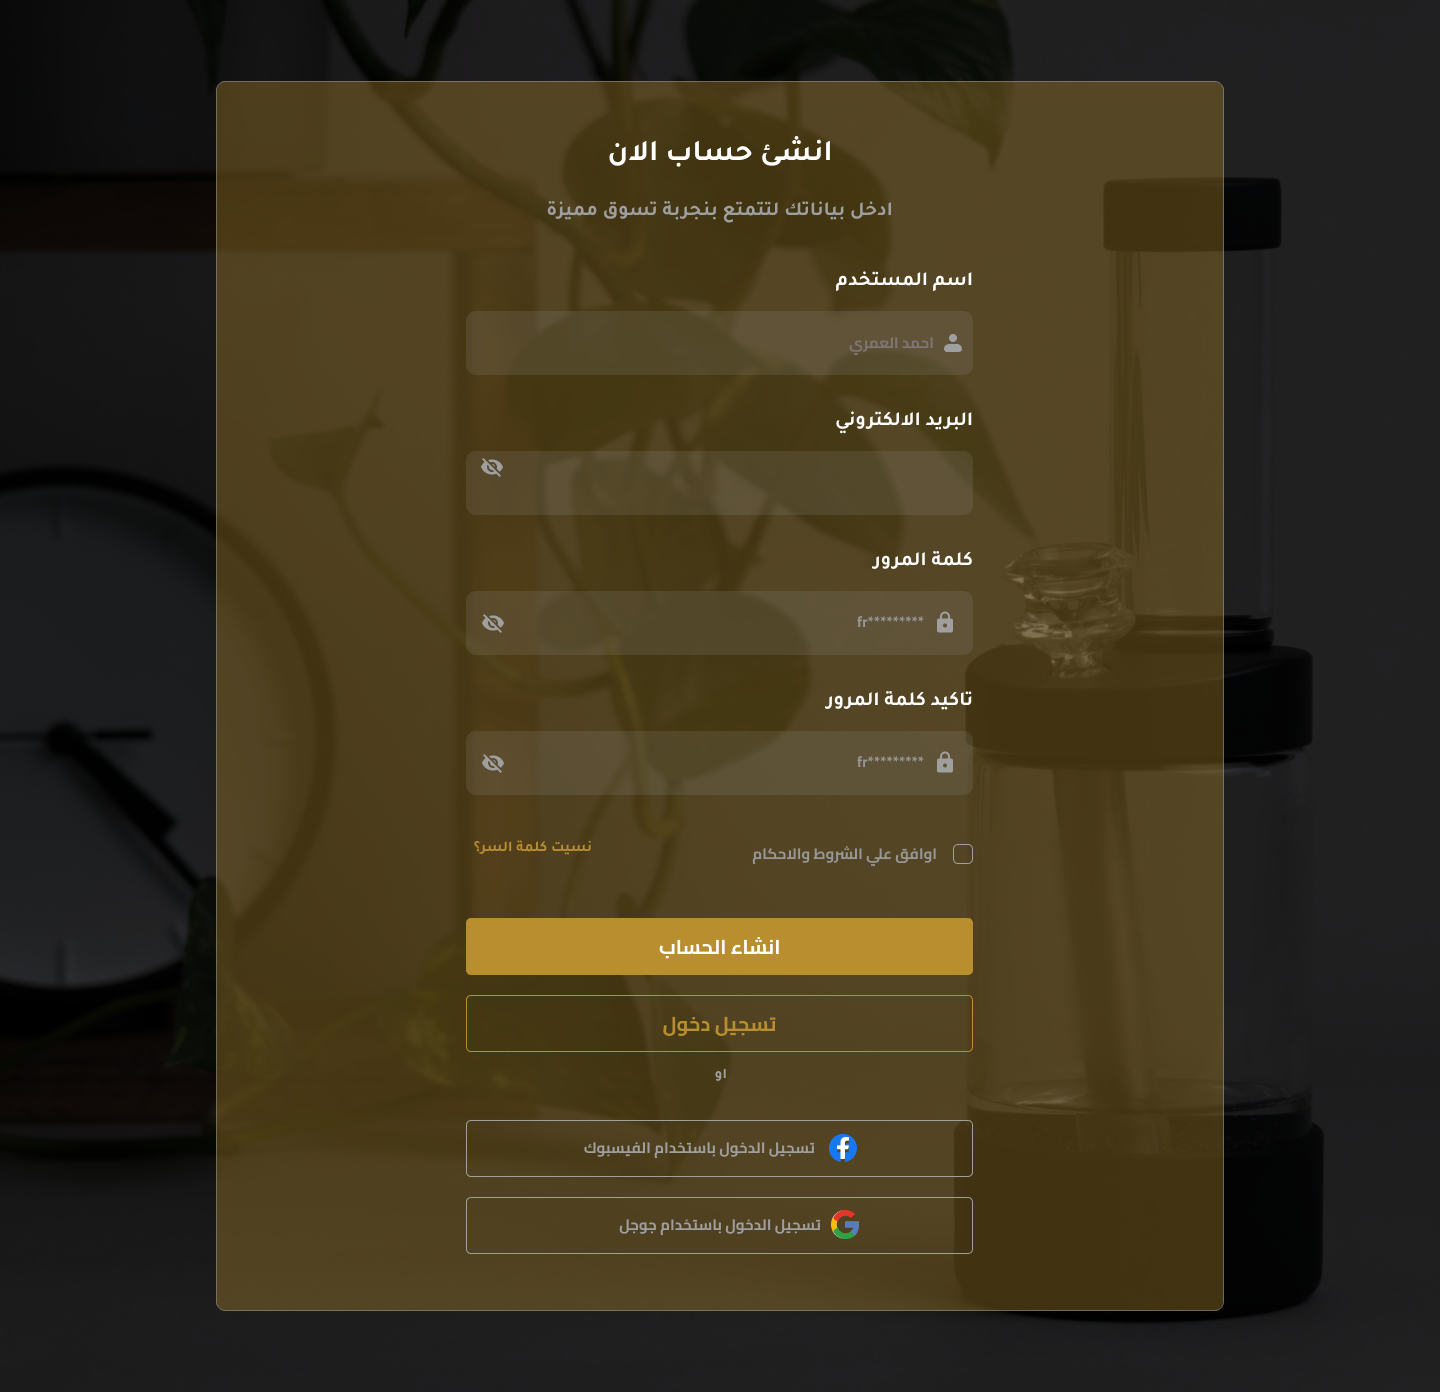 انشئ حساب الان
ادخل بياناتك لتتمتع بنجربة تسوق مميزة
اسم المستخدم
احمد العمري
البريد الالكتروني
كلمة المرور
fr*********
تاكيد كلمة المرور
fr*********
اوافق علي الشروط والاحكام
نسيت كلمة السر؟
انشاء الحساب
تسجيل دخول
او
تسجيل الدخول باستخدام الفيسبوك
تسجيل الدخول باستخدام جوجل